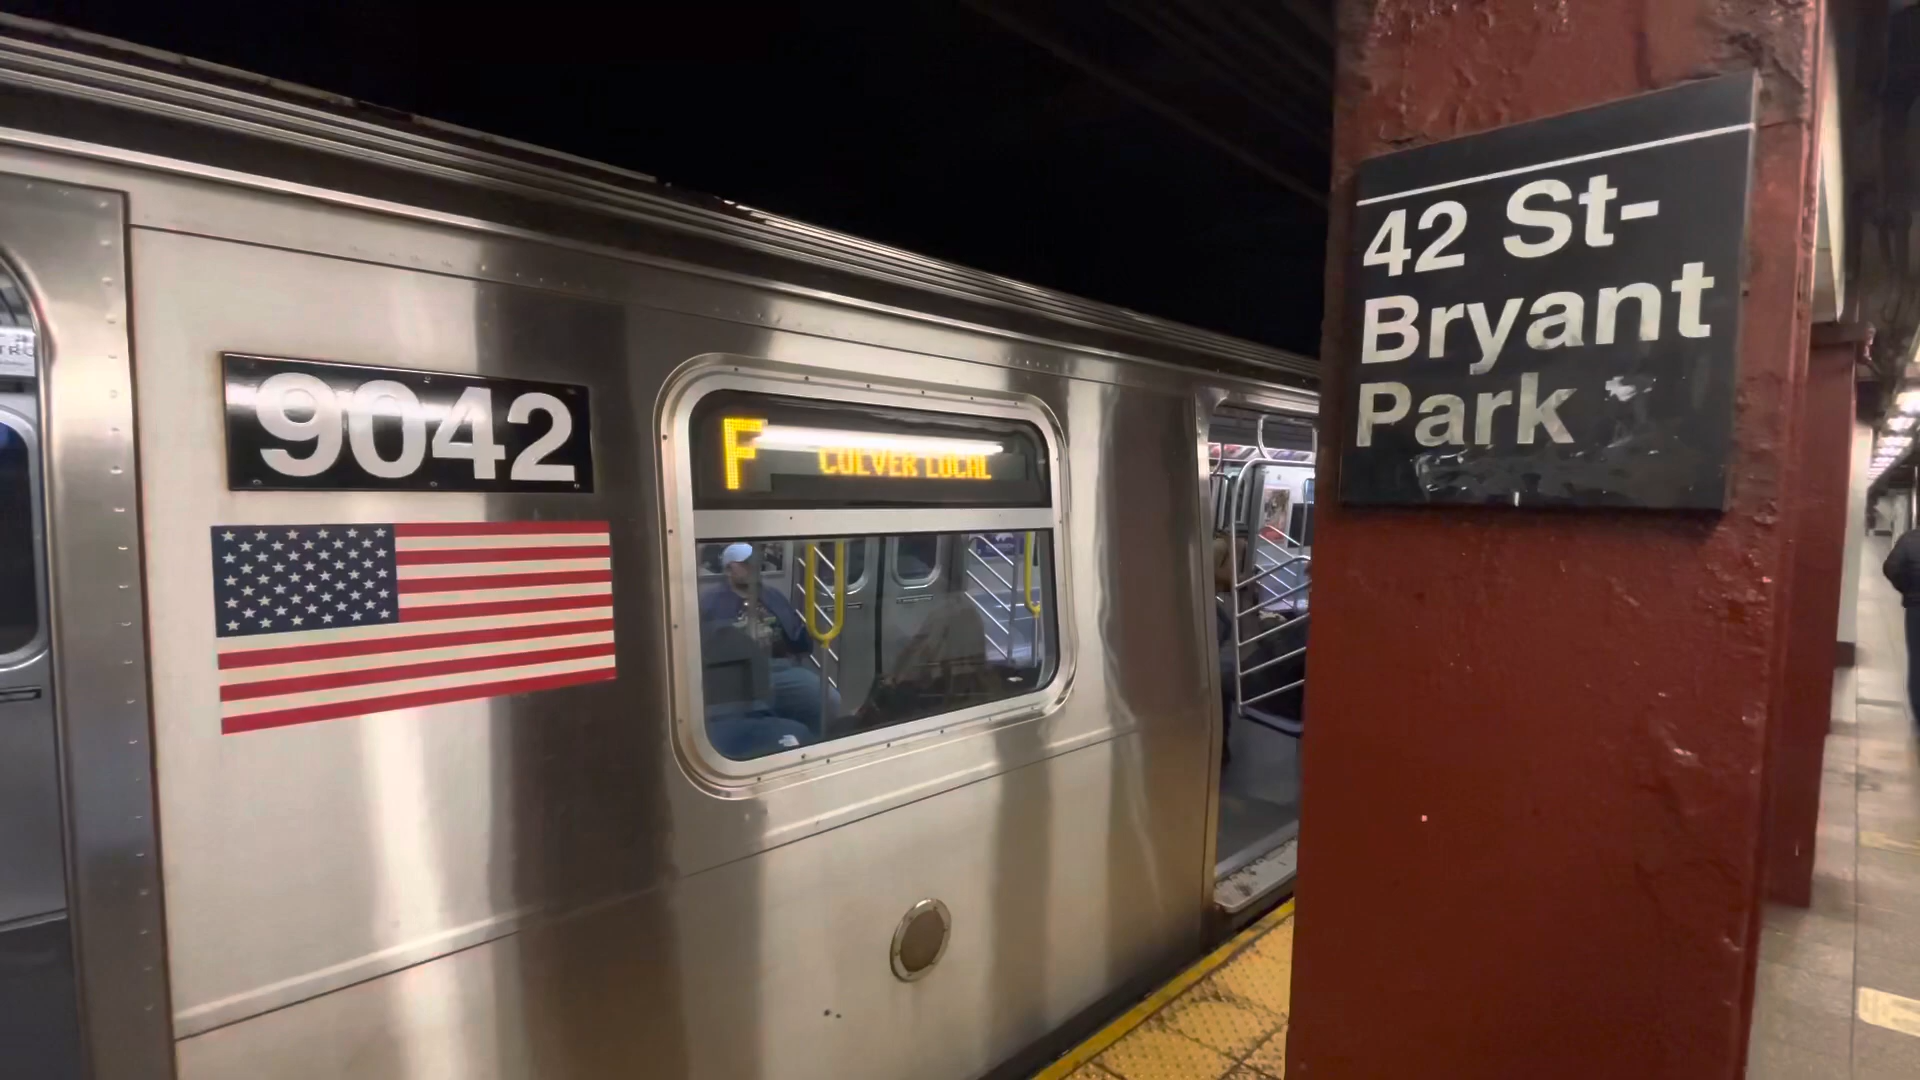 9042
F CULVER LOCAL
42 St-
Bryant
Park